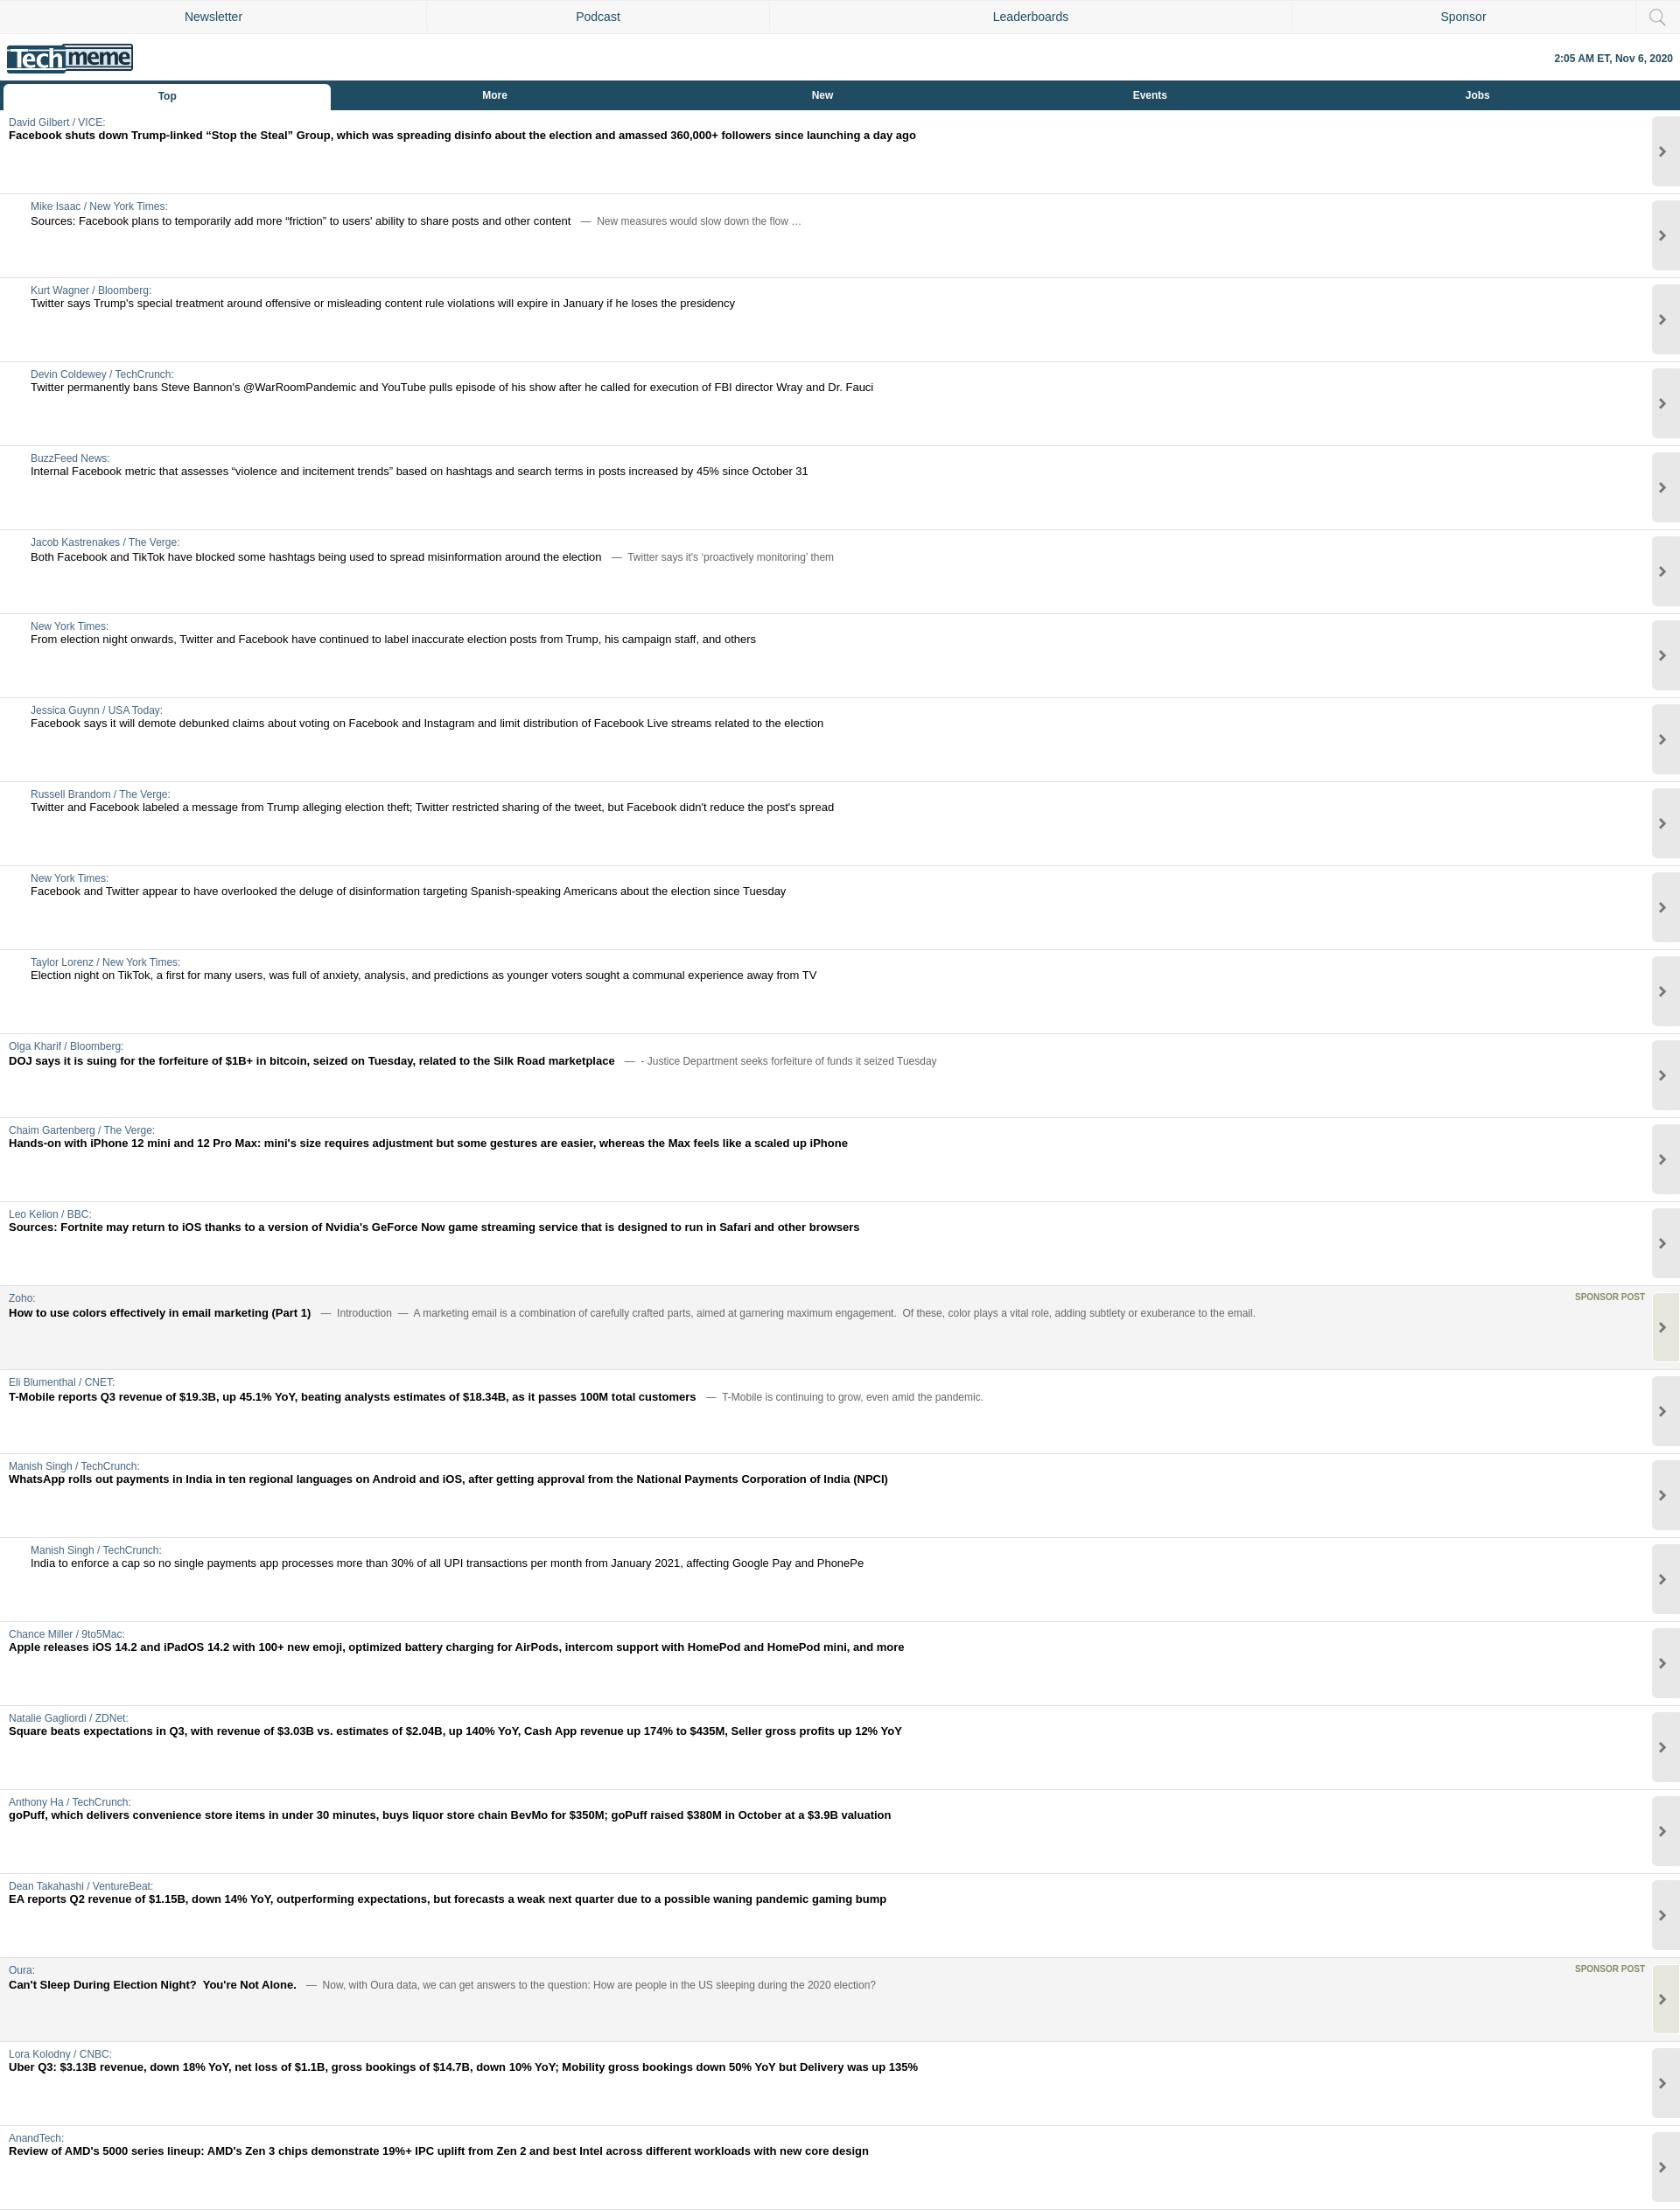 Newsletter Podcast Leaderboards Sponsor
Techmeme 2:05 AM ET, Nov 6, 2020
Top More New Events Jobs
David Gilbert / VICE:
Facebook shuts down Trump-linked “Stop the Steal” Group, which was spreading disinfo about the election and amassed 360,000+ followers since launching a day ago
Mike Isaac / New York Times:
Sources: Facebook plans to temporarily add more “friction” to users' ability to share posts and other content — New measures would slow down the flow …
Kurt Wagner / Bloomberg:
Twitter says Trump's special treatment around offensive or misleading content rule violations will expire in January if he loses the presidency
Devin Coldewey / TechCrunch:
Twitter permanently bans Steve Bannon's @WarRoomPandemic and YouTube pulls episode of his show after he called for execution of FBI director Wray and Dr. Fauci
BuzzFeed News:
Internal Facebook metric that assesses “violence and incitement trends” based on hashtags and search terms in posts increased by 45% since October 31
Jacob Kastrenakes / The Verge:
Both Facebook and TikTok have blocked some hashtags being used to spread misinformation around the election — Twitter says it's ‘proactively monitoring’ them
New York Times:
From election night onwards, Twitter and Facebook have continued to label inaccurate election posts from Trump, his campaign staff, and others
Jessica Guynn / USA Today:
Facebook says it will demote debunked claims about voting on Facebook and Instagram and limit distribution of Facebook Live streams related to the election
Russell Brandom / The Verge:
Twitter and Facebook labeled a message from Trump alleging election theft; Twitter restricted sharing of the tweet, but Facebook didn't reduce the post's spread
New York Times:
Facebook and Twitter appear to have overlooked the deluge of disinformation targeting Spanish-speaking Americans about the election since Tuesday
Taylor Lorenz / New York Times:
Election night on TikTok, a first for many users, was full of anxiety, analysis, and predictions as younger voters sought a communal experience away from TV
Olga Kharif / Bloomberg:
DOJ says it is suing for the forfeiture of $1B+ in bitcoin, seized on Tuesday, related to the Silk Road marketplace — - Justice Department seeks forfeiture of funds it seized Tuesday
Chaim Gartenberg / The Verge:
Hands-on with iPhone 12 mini and 12 Pro Max: mini's size requires adjustment but some gestures are easier, whereas the Max feels like a scaled up iPhone
Leo Kelion / BBC:
Sources: Fortnite may return to iOS thanks to a version of Nvidia's GeForce Now game streaming service that is designed to run in Safari and other browsers
Zoho: SPONSOR POST
How to use colors effectively in email marketing (Part 1) — Introduction — A marketing email is a combination of carefully crafted parts, aimed at garnering maximum engagement. Of these, color plays a vital role, adding subtlety or exuberance to the email.
Eli Blumenthal / CNET:
T-Mobile reports Q3 revenue of $19.3B, up 45.1% YoY, beating analysts estimates of $18.34B, as it passes 100M total customers — T-Mobile is continuing to grow, even amid the pandemic.
Manish Singh / TechCrunch:
WhatsApp rolls out payments in India in ten regional languages on Android and iOS, after getting approval from the National Payments Corporation of India (NPCI)
Manish Singh / TechCrunch:
India to enforce a cap so no single payments app processes more than 30% of all UPI transactions per month from January 2021, affecting Google Pay and PhonePe
Chance Miller / 9to5Mac:
Apple releases iOS 14.2 and iPadOS 14.2 with 100+ new emoji, optimized battery charging for AirPods, intercom support with HomePod and HomePod mini, and more
Natalie Gagliordi / ZDNet:
Square beats expectations in Q3, with revenue of $3.03B vs. estimates of $2.04B, up 140% YoY, Cash App revenue up 174% to $435M, Seller gross profits up 12% YoY
Anthony Ha / TechCrunch:
goPuff, which delivers convenience store items in under 30 minutes, buys liquor store chain BevMo for $350M; goPuff raised $380M in October at a $3.9B valuation
Dean Takahashi / VentureBeat:
EA reports Q2 revenue of $1.15B, down 14% YoY, outperforming expectations, but forecasts a weak next quarter due to a possible waning pandemic gaming bump
Oura: SPONSOR POST
Can't Sleep During Election Night? You're Not Alone. — Now, with Oura data, we can get answers to the question: How are people in the US sleeping during the 2020 election?
Lora Kolodny / CNBC:
Uber Q3: $3.13B revenue, down 18% YoY, net loss of $1.1B, gross bookings of $14.7B, down 10% YoY; Mobility gross bookings down 50% YoY but Delivery was up 135%
AnandTech:
Review of AMD's 5000 series lineup: AMD's Zen 3 chips demonstrate 19%+ IPC uplift from Zen 2 and best Intel across different workloads with new core design